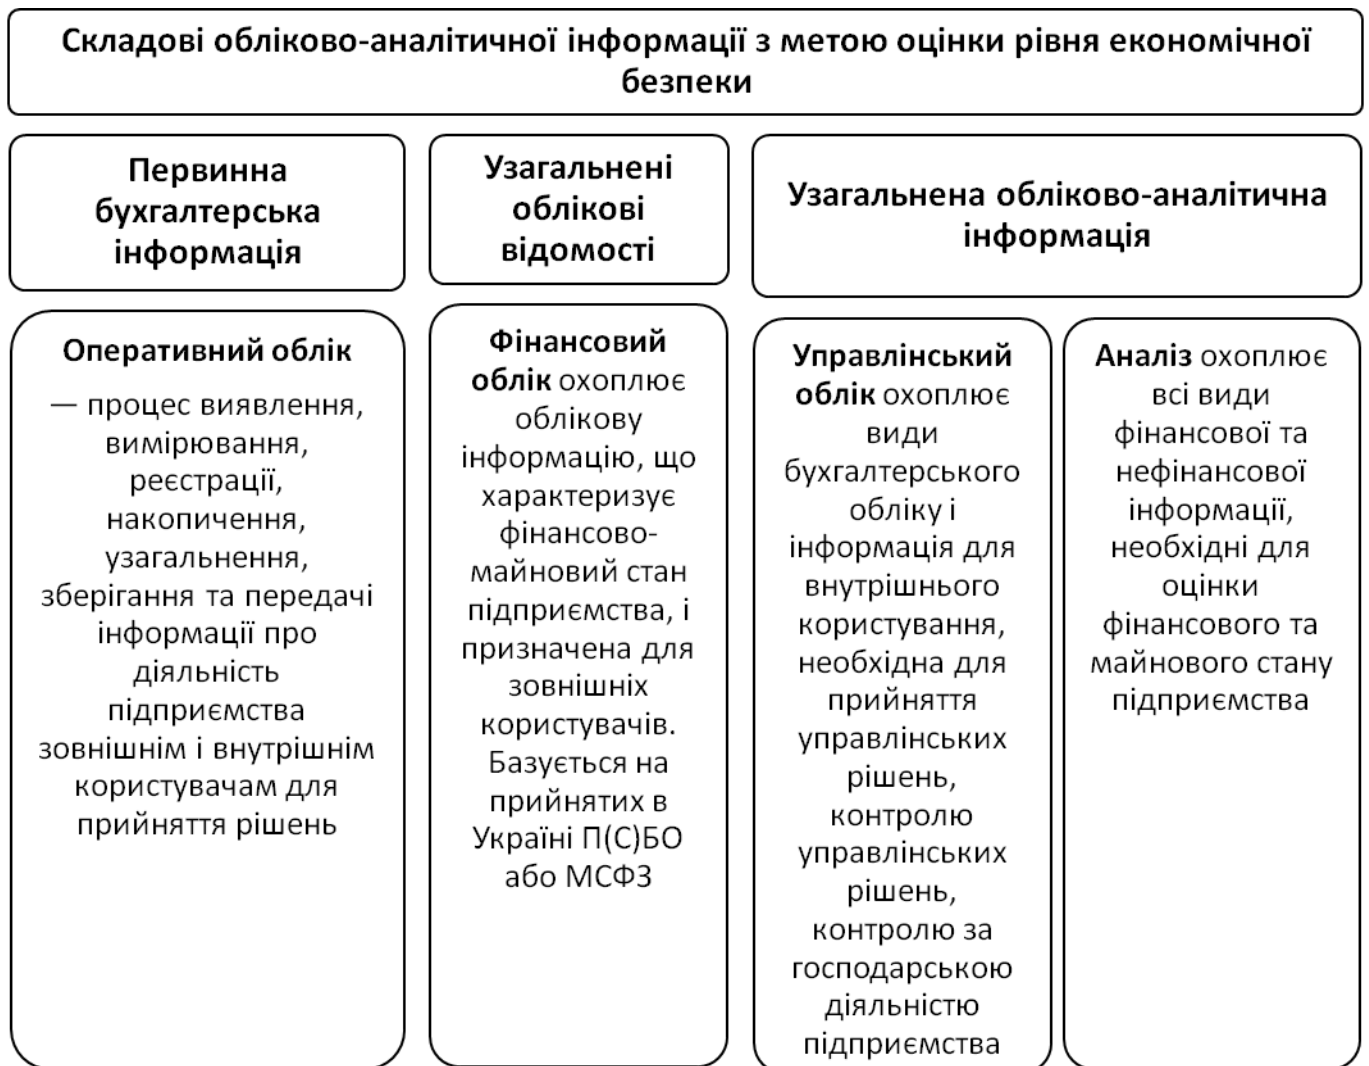 Складові обліково-аналітичної інформації з метою оцінки рівня економічної
безпеки
Первинна
бухгалтерська
інформація
Узагальнені
облікові
відомості
Узагальнена обліково-аналітична
інформація
Оперативний облік
— процес виявлення,
вимірювання,
реєстрації,
накопичення,
узагальнення,
зберігання та передачі
інформації про
діяльність
підприємства
зовнішнім і внутрішнім
користувачам для
прийняття рішень
Фінансовий
облік охоплює
облікову
інформацію, що
характеризує
фінансово-
майновий стан
підприємства, і
призначена для
зовнішніх
користувачів.
Базується на
прийнятих в
Україні П(С)БО
або МСФЗ
Управлінський
облік охоплює
види
бухгалтерського
обліку і
інформація для
внутрішнього
користування,
необхідна для
прийняття
управлінських
рішень,
контролю
управлінських
рішень,
контролю за
господарською
діяльністю
підприємства
Аналіз охоплює
всі види
фінансової та
нефінансової
інформації,
необхідні для
оцінки
фінансового та
майнового стану
підприємства